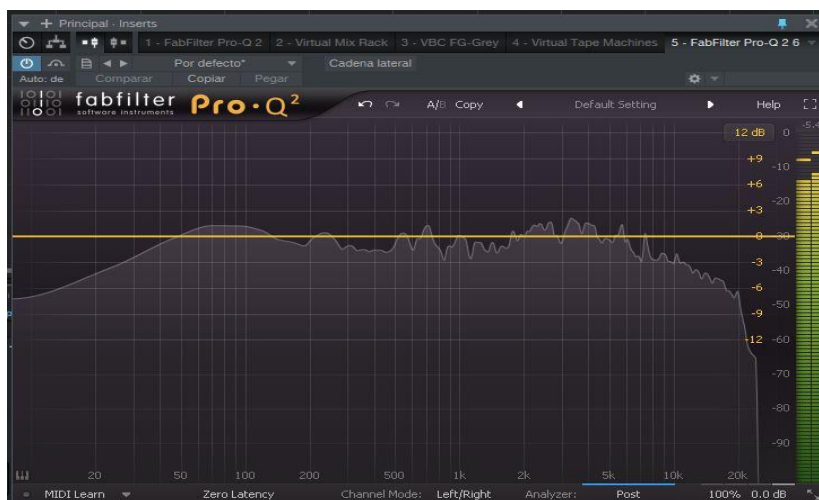 Principal · Inserts
1 - FabFilter Pro-Q 2 2 - Virtual Mix Rack 3 - VBC FG-Grey 4 - Virtual Tape Machines 5 - FabFilter Pro-Q 2 6
Por defecto* Cadena lateral
Auto: de Comparar Copiar Pegar
fabfilter Pro·Q² A/B Copy Default Setting Help
software instruments
-5.4
12 dB 0
+9
-10
+6
-20
+3
0 -30
-3
-40
-6
-50
-9
-12 -60
-70
-80
-90
20 50 100 200 500 1k 2k 5k 10k 20k
MIDI Learn Zero Latency Channel Mode: Left/Right Analyzer: Post 100% 0.0 dB